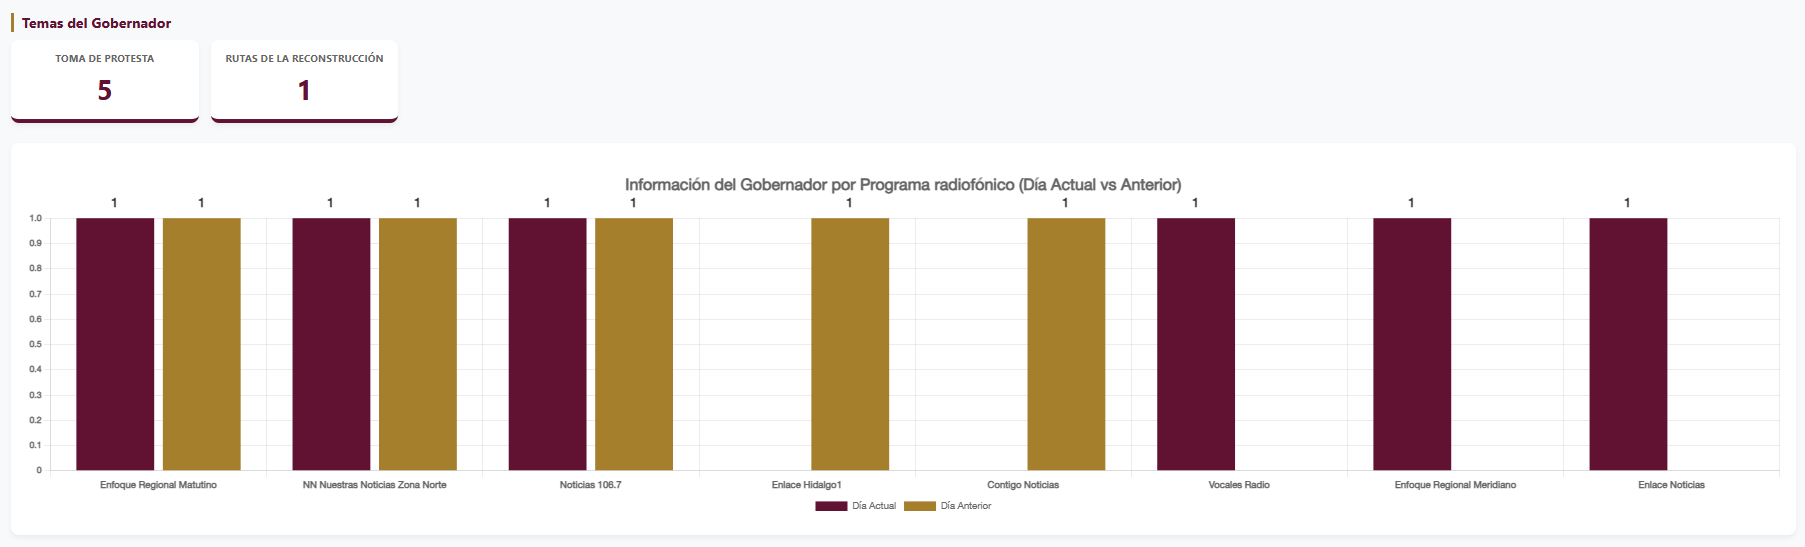 Temas del Gobernador
TOMA DE PROTESTA
5
RUTAS DE LA RECONSTRUCCIÓN
1
Información del Gobernador por Programa radiofónico (Día Actual vs Anterior)
1 1 1 1 1 1 1 1 1 1 1
1.0
0.9
0.8
0.7
0.6
0.5
0.4
0.3
0.2
0.1
0
Enfoque Regional Matutino NN Nuestras Noticias Zona Norte Noticias 106.7 Enlace Hidalgo1 Contigo Noticias Vocales Radio Enfoque Regional Meridiano Enlace Noticias
Día Actual Día Anterior